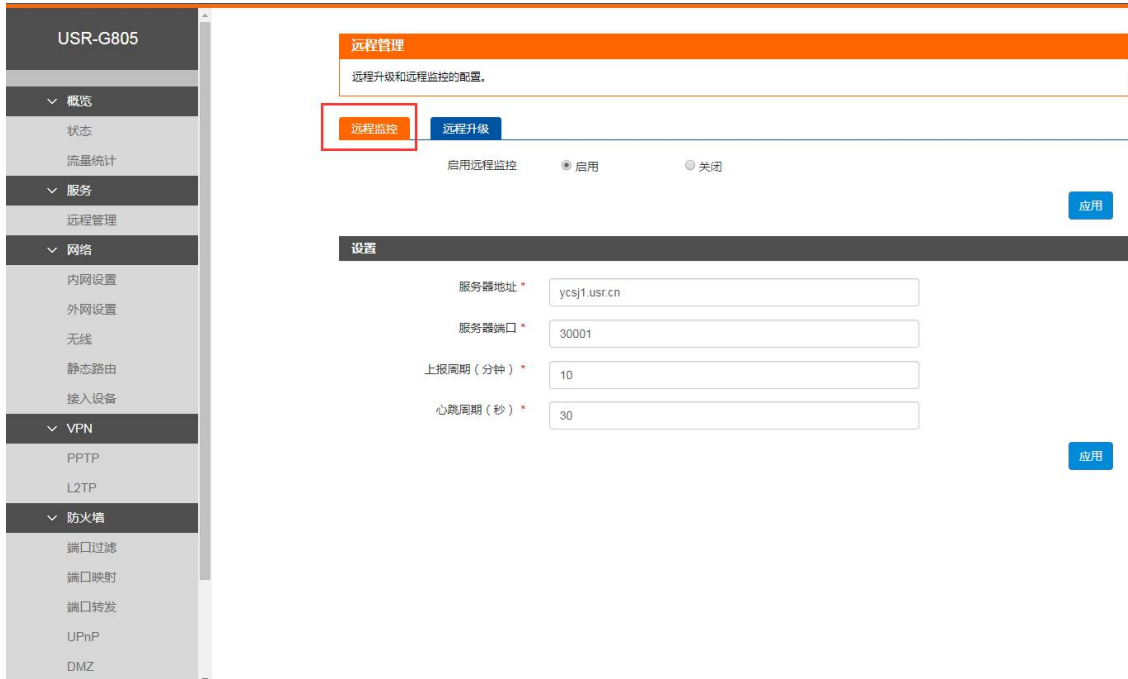 USR-G805
概览
状态
流量统计
服务
远程管理
网络
内网设置
外网设置
无线
静态路由
接入设备
VPN
PPTP
L2TP
防火墙
端口过滤
端口映射
端口转发
UPnP
DMZ
远程管理
远程升级和远程监控的配置。
远程监控 远程升级
启用远程监控 启用 关闭
应用
设置
服务器地址 * ycsj1.usr.cn
服务器端口 * 30001
上报周期（分钟） * 10
心跳周期（秒） * 30
应用